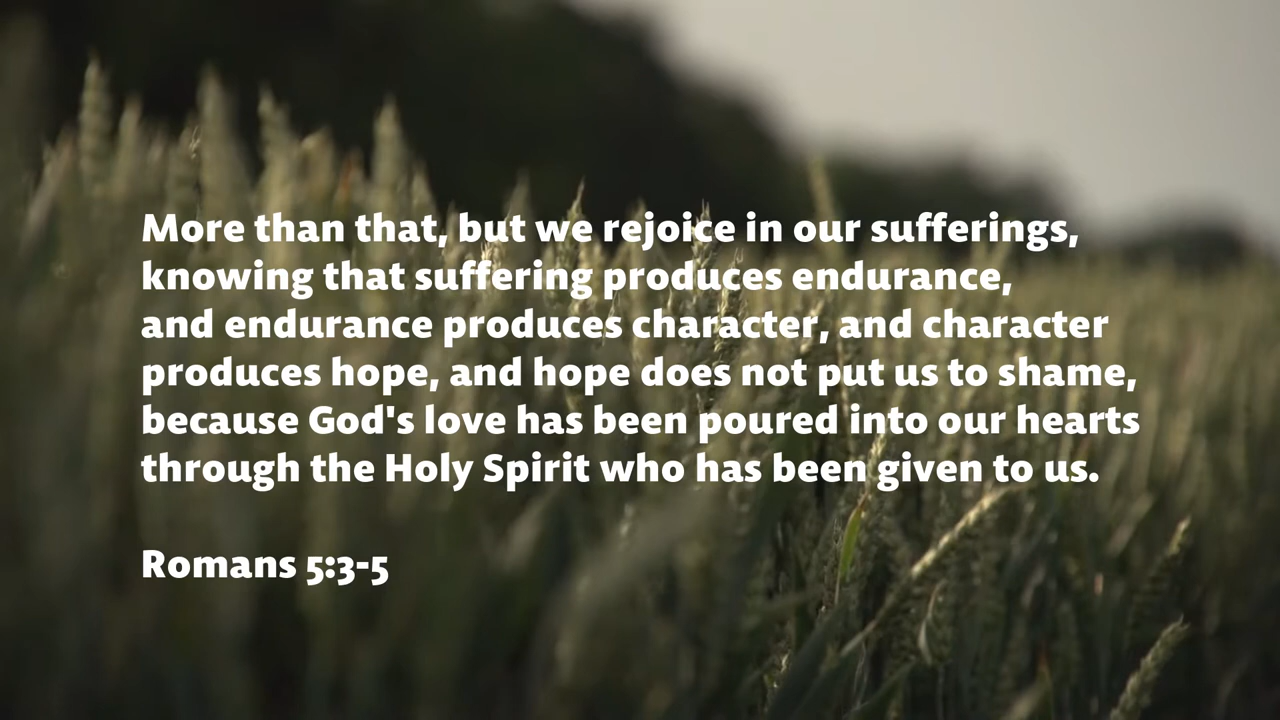 More than that, but we rejoice in our sufferings,
knowing that suffering produces endurance,
and endurance produces character, and character
produces hope, and hope does not put us to shame,
because God's love has been poured into our hearts
through the Holy Spirit who has been given to us.
Romans 5:3-5